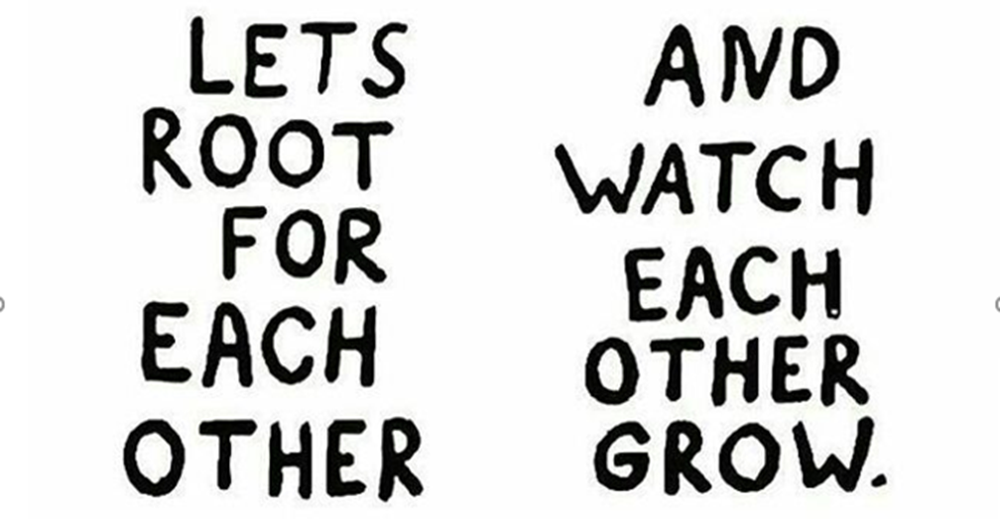 LETS
ROOT
FOR
EACH
OTHER
AND
WATCH
EACH
OTHER
GROW.